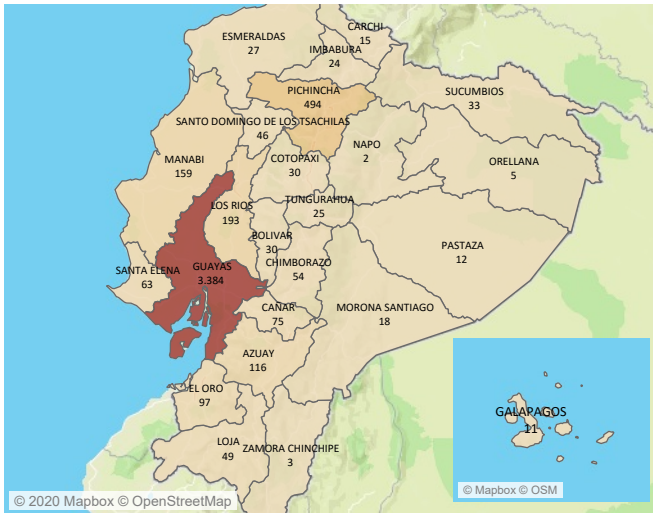 CARCHI
15
ESMERALDAS
27
IMBABURA
24
PICHINCHA
494
SUCUMBIOS
33
SANTO DOMINGO DE LOS TSACHILAS
46
NAPO
2
MANABI
159
COTOPAXI
30
ORELLANA
5
TUNGURAHUA
25
LOS RIOS
193
BOLIVAR
30
PASTAZA
12
CHIMBORAZO
54
SANTA ELENA
63
GUAYAS
3.384
CAÑAR
75
MORONA SANTIAGO
18
AZUAY
116
EL ORO
97
GALAPAGOS
11
LOJA
49
ZAMORA CHINCHIPE
3
© Mapbox © OSM
© 2020 Mapbox © OpenStreetMap